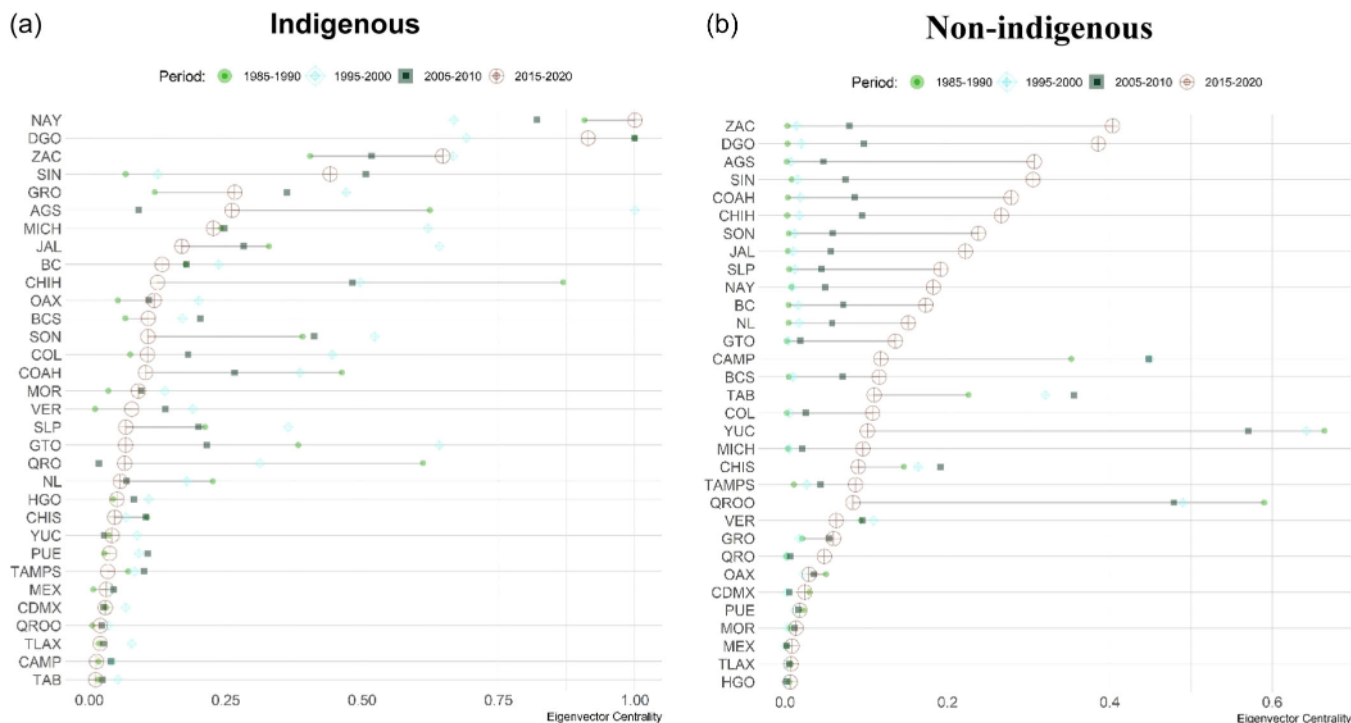 (a) Indigenous
Period: 1985-1990 1995-2000 2005-2010 2015-2020
NAY
DGO
ZAC
SIN
GRO
AGS
MICH
JAL
BC
CHIH
OAX
BCS
SON
COL
COAH
MOR
VER
SLP
GTO
QRO
NL
HGO
CHIS
YUC
PUE
TAMPS
MEX
CDMX
QROO
TLAX
CAMP
TAB
0.00 0.25 0.50 0.75 1.00
Eigenvector Centrality
(b) Non-indigenous
Period: 1985-1990 1995-2000 2005-2010 2015-2020
ZAC
DGO
AGS
SIN
COAH
CHIH
SON
JAL
SLP
NAY
BC
NL
GTO
CAMP
BCS
TAB
COL
YUC
MICH
CHIS
TAMPS
QROO
VER
GRO
QRO
OAX
CDMX
PUE
MOR
MEX
TLAX
HGO
0.0 0.2 0.4 0.6
Eigenvector Centrality